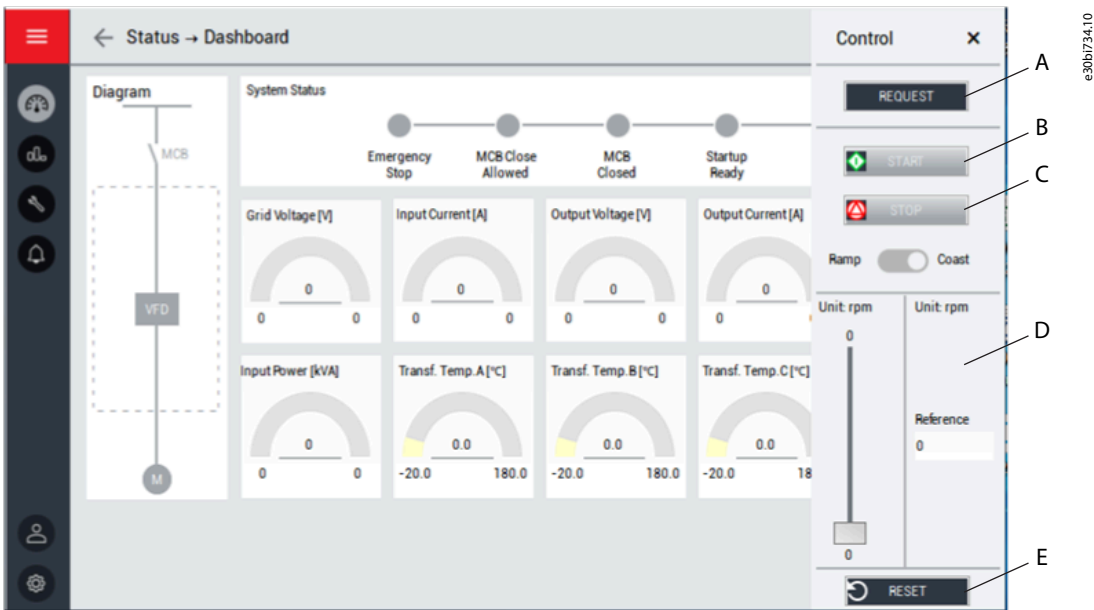 Status → Dashboard
Control
×
e30bi734.10
A
REQUEST
B
START
C
STOP
Ramp
Coast
Diagram
MCB
VFD
M
System Status
Emergency
Stop
MCB Close
Allowed
MCB
Closed
Startup
Ready
Grid Voltage [V]
0
0
0
Input Current [A]
0
0
0
Output Voltage [V]
0
0
0
Output Current [A]
0
0
Input Power [kVA]
0
0
0
Transf. Temp.A [°C]
0.0
-20.0
180.0
Transf. Temp.B [°C]
0.0
-20.0
180.0
Transf. Temp.C [°C]
0.0
-20.0
18
Unit: rpm
0
0
Unit: rpm
D
Reference
0
E
RESET